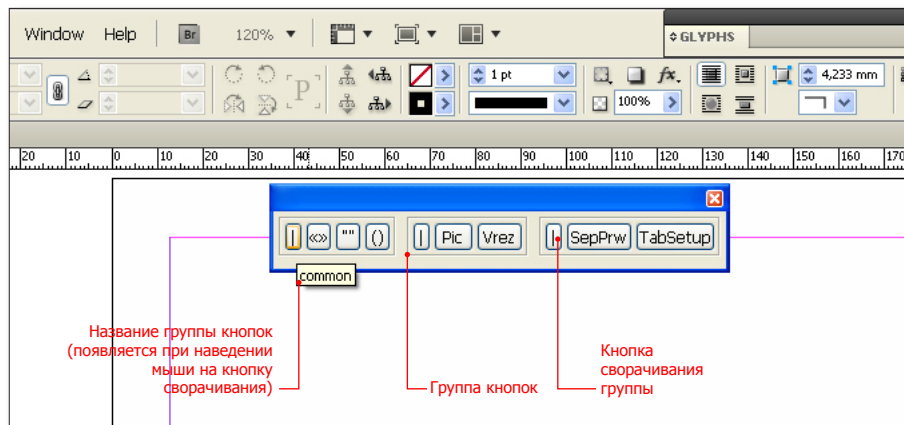 Window Help Br 120%
GLYPHS
1 pt
4,233 mm
P
fx.
100%
20 10 0 10 20 30 40 50 60 70 80 90 100 110 120 130 140 150 160 170
| «» "" () | Pic Vrez | SepPrw TabSetup
common
Название группы кнопок
(появляется при наведении
мыши на кнопку
сворачивания)
Группа кнопок
Кнопка
сворачивания
группы